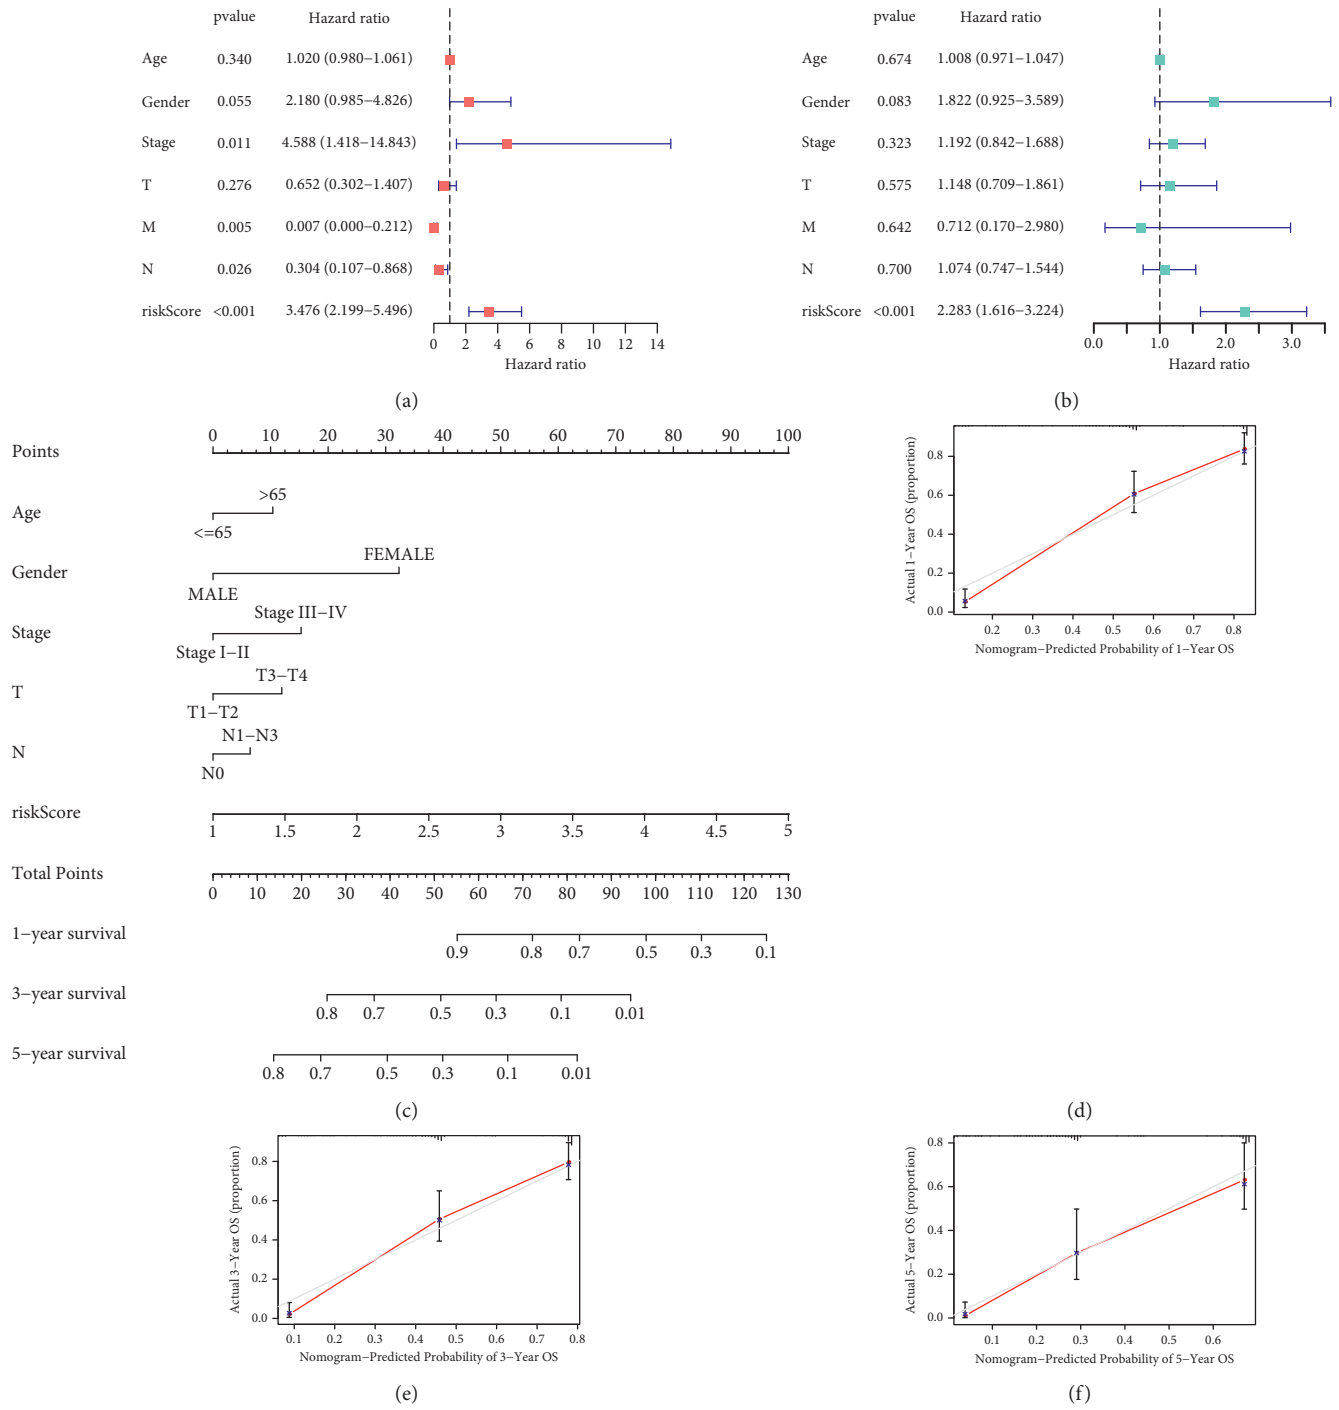 pvalue Hazard ratio
Age 0.340 1.020 (0.980−1.061)
Gender 0.055 2.180 (0.985−4.826)
Stage 0.011 4.588 (1.418−14.843)
T 0.276 0.652 (0.302−1.407)
M 0.005 0.007 (0.000−0.212)
N 0.026 0.304 (0.107−0.868)
riskScore <0.001 3.476 (2.199−5.496)
0 2 4 6 8 10 12 14
Hazard ratio
(a)
pvalue Hazard ratio
Age 0.674 1.008 (0.971−1.047)
Gender 0.083 1.822 (0.925−3.589)
Stage 0.323 1.192 (0.842−1.688)
T 0.575 1.148 (0.709−1.861)
M 0.642 0.712 (0.170−2.980)
N 0.700 1.074 (0.747−1.544)
riskScore <0.001 2.283 (1.616−3.224)
0.0 1.0 2.0 3.0
Hazard ratio
(b)
Points 0 10 20 30 40 50 60 70 80 90 100
>65
Age
<=65
FEMALE
Gender
MALE
Stage III−IV
Stage
Stage I−II
T3−T4
T
T1−T2
N1−N3
N
N0
riskScore
1 1.5 2 2.5 3 3.5 4 4.5 5
Total Points
0 10 20 30 40 50 60 70 80 90 100 110 120 130
1−year survival
0.9 0.8 0.7 0.5 0.3 0.1
3−year survival
0.8 0.7 0.5 0.3 0.1 0.01
5−year survival
0.8 0.7 0.5 0.3 0.1 0.01
(c)
Actual 1−Year OS (proportion)
0.8
0.6
0.4
0.2
0.0
0.2 0.3 0.4 0.5 0.6 0.7 0.8
Nomogram−Predicted Probability of 1−Year OS
(d)
Actual 3−Year OS (proportion)
0.8
0.6
0.4
0.2
0.0
0.1 0.2 0.3 0.4 0.5 0.6 0.7 0.8
Nomogram−Predicted Probability of 3−Year OS
(e)
Actual 5−Year OS (proportion)
0.8
0.6
0.4
0.2
0.0
0.1 0.2 0.3 0.4 0.5 0.6
Nomogram−Predicted Probability of 5−Year OS
(f)